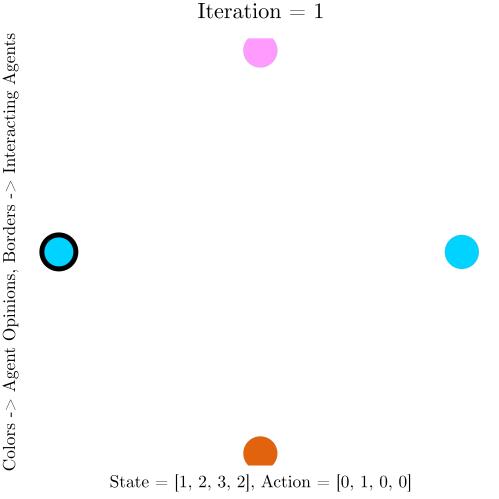 Iteration = 1
Colors -> Agent Opinions, Borders -> Interacting Agents
State = [1, 2, 3, 2], Action = [0, 1, 0, 0]